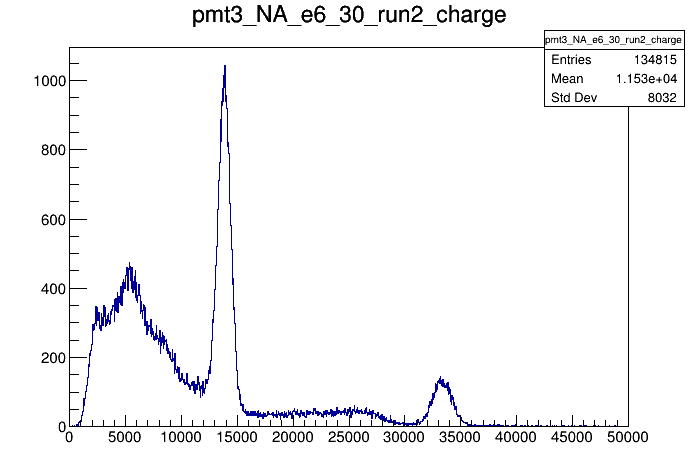 pmt3_NA_e6_30_run2_charge
pmt3_NA_e6_30_run2_charge
Entries 134815
Mean 1.153e+04
Std Dev 8032
1000
800
600
400
200
0
0 5000 10000 15000 20000 25000 30000 35000 40000 45000 50000